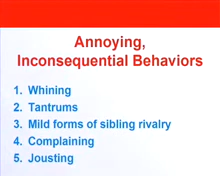 Annoying,
Inconsequential Behaviors
1. Whining
2. Tantrums
3. Mild forms of sibling rivalry
4. Complaining
5. Jousting